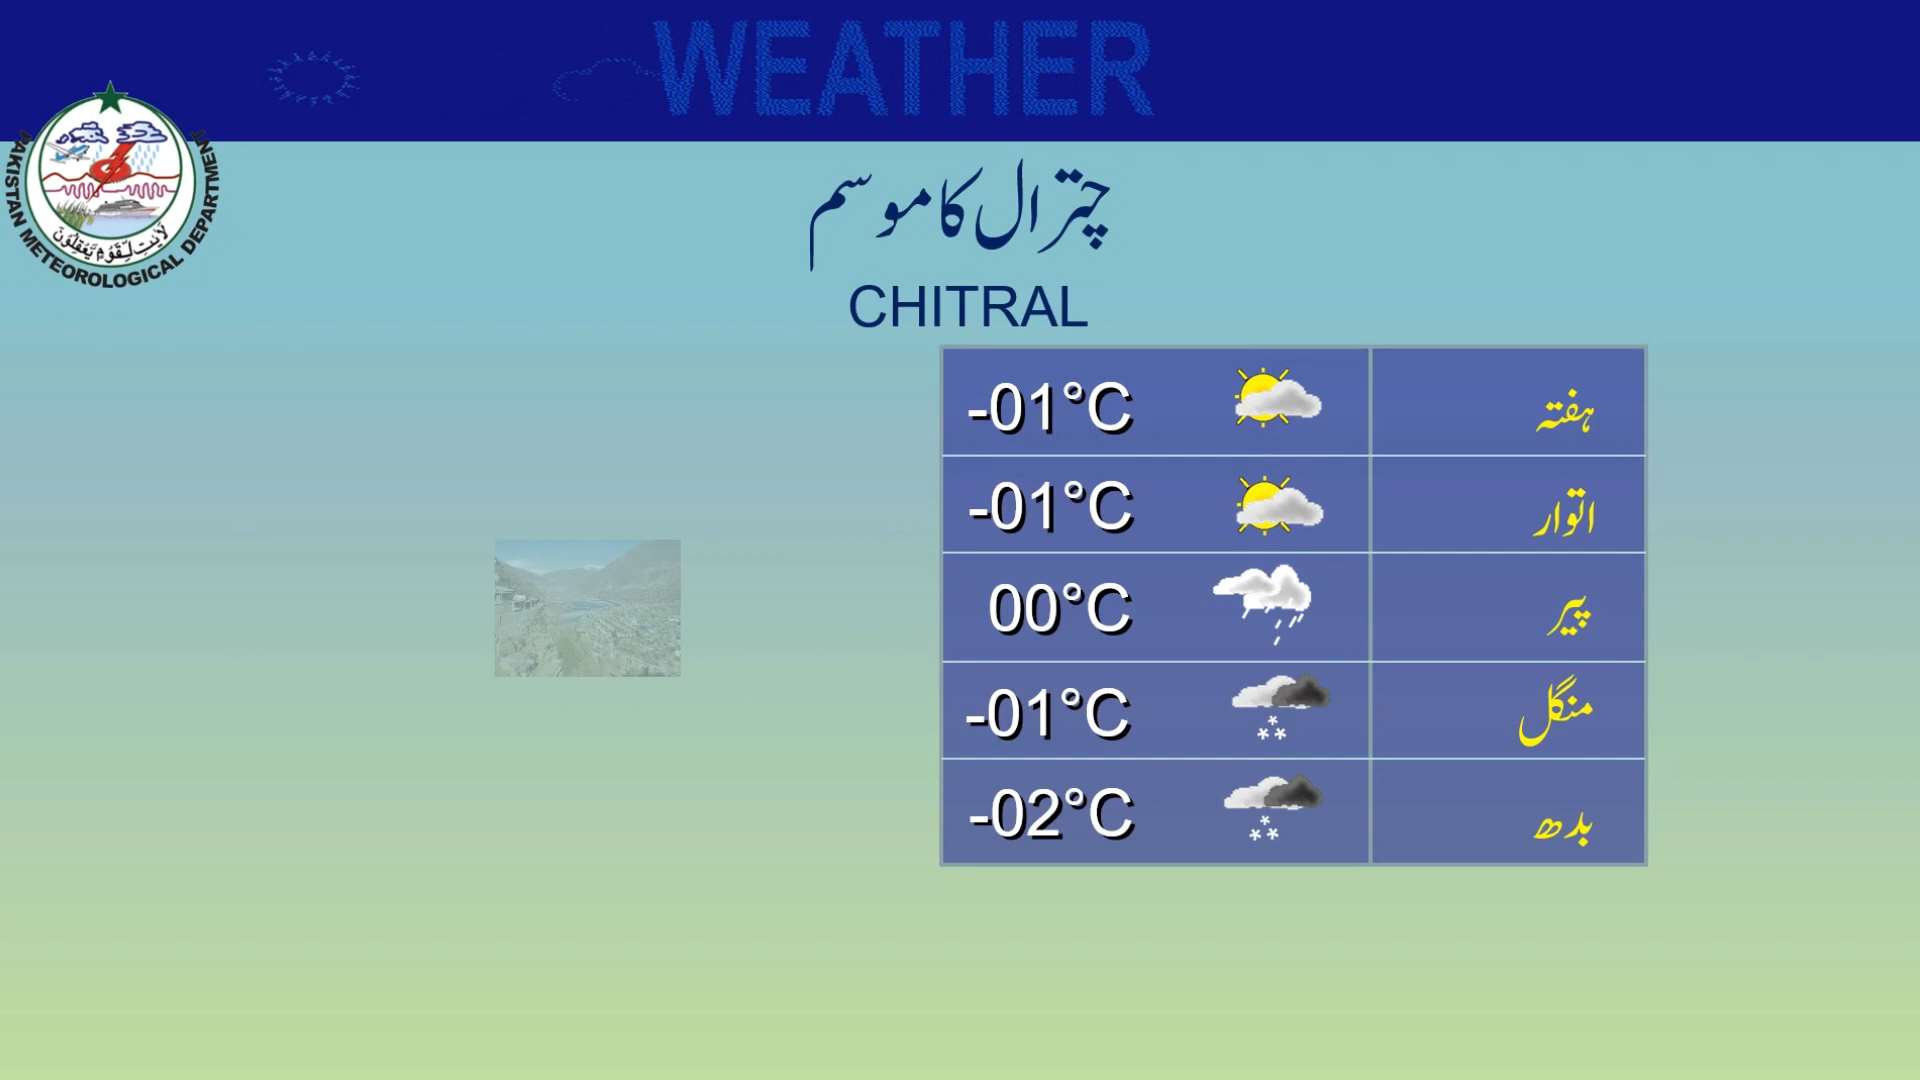 WEATHER
PAKISTAN METEOROLOGICAL DEPARTMENT
لَاٰيٰتٍ لِّقَوْمٍ يَّعْقِلُوْنَ
چترال کا موسم
CHITRAL
-01°C ہفتہ
-01°C اتوار
00°C پیر
-01°C منگل
-02°C بدھ